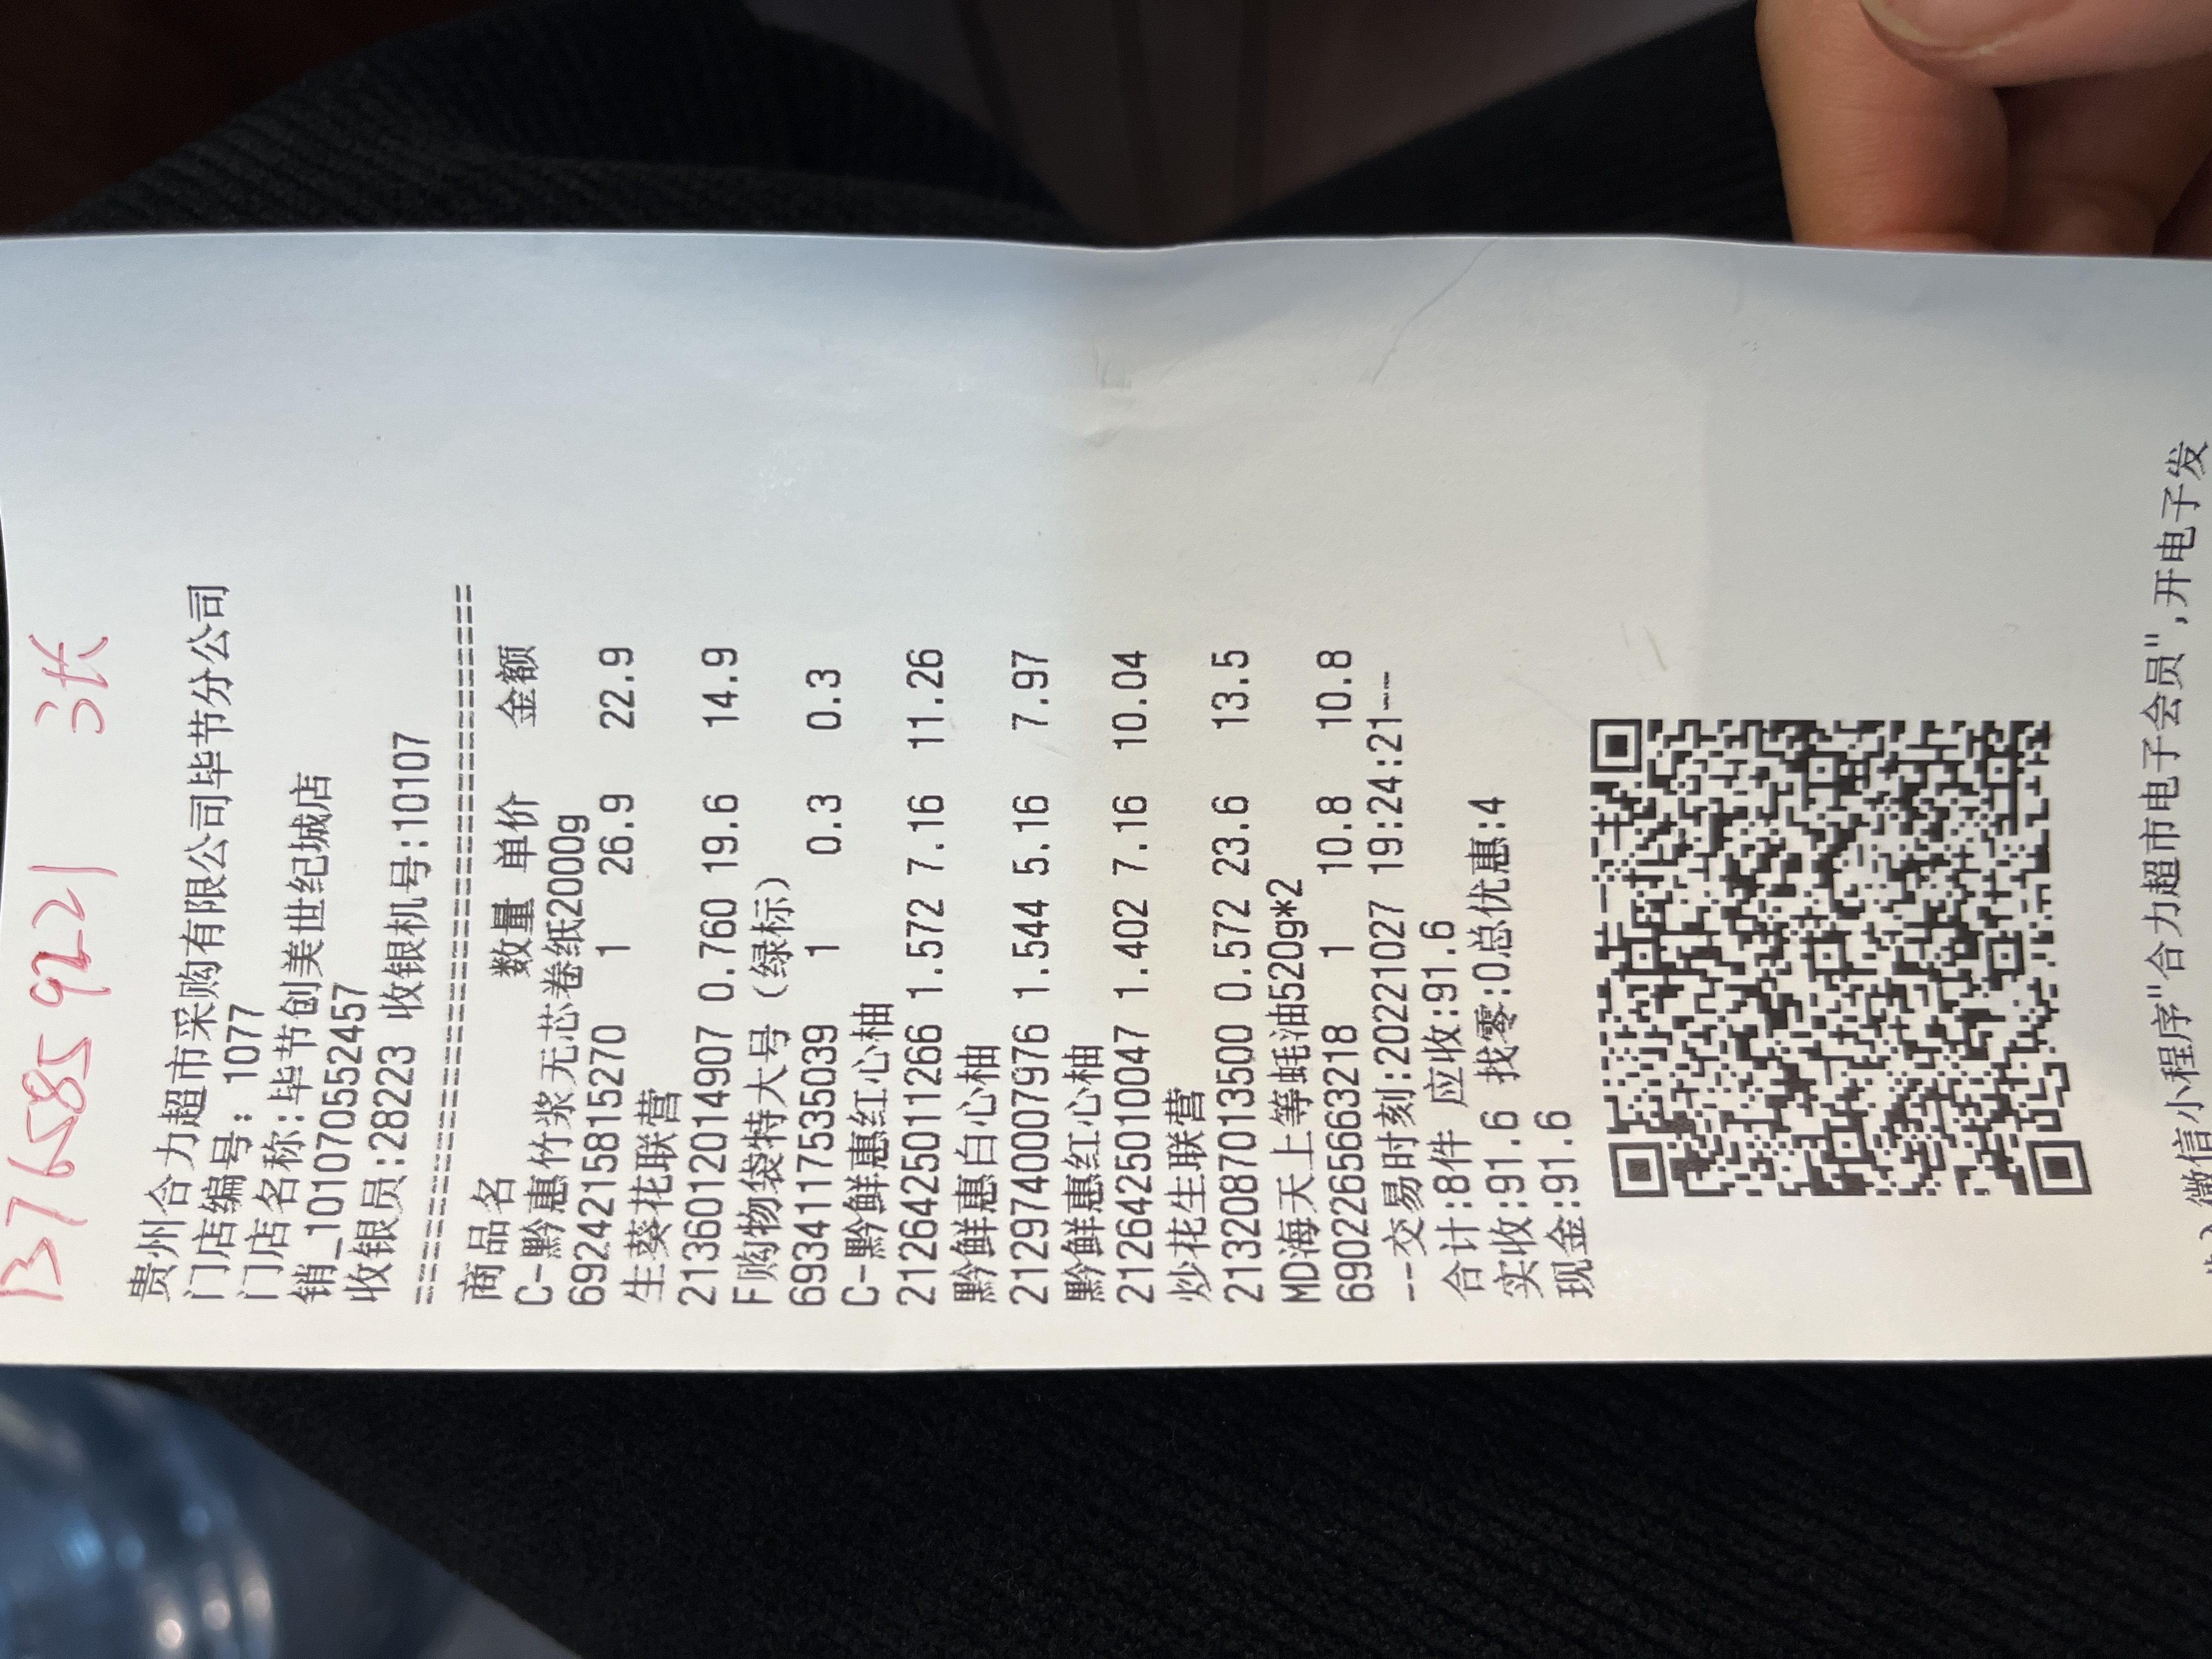 13765859221 3张
贵州合力超市采购有限公司毕节分公司
门店编号: 1077
门店名称:毕节创美世纪城店
销_1010707055 2457
收银员:28223 收银机号:10107
================================
商品名 数量 单价 金额
C-黔惠竹浆无芯卷纸2000g
6924215815270 1 26.9 22.9
生葵花联营
2136012014907 0.760 19.6 14.9
F购物袋特大号(绿标)
6934117535039 1 0.3 0.3
C-黔鲜惠红心柚
2126425011266 1.572 7.16 11.26
黔鲜惠白心柚
2129740007976 1.544 5.16 7.97
黔鲜惠红心柚
2126425010047 1.402 7.16 10.04
炒花生联营
2132087013500 0.572 23.6 13.5
MD海天上等蚝油520g*2
6902265663218 1 10.8 10.8
--交易时刻:20221027 19:24:21--
合计:8件 应收:91.6
实收:91.6 找零:0总优惠:4
现金:91.6
微信小程序"合力超市电子会员",开电子发